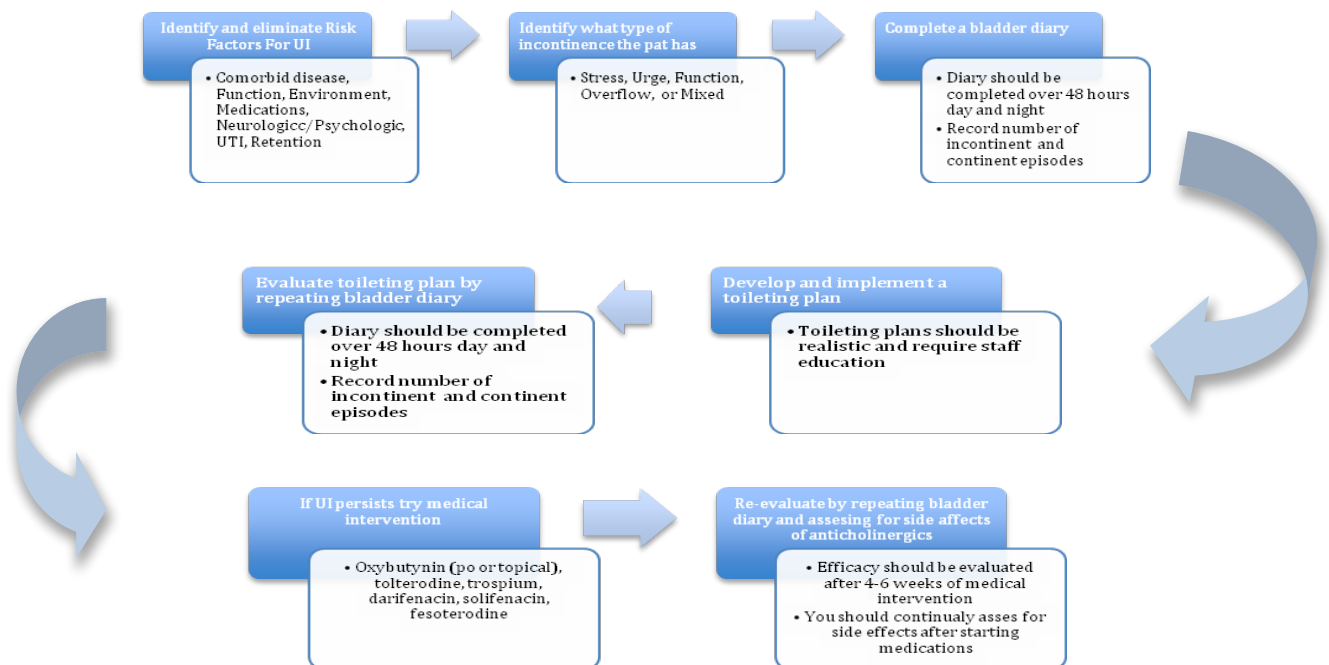 Identify and eliminate Risk
Factors For UI
• Comorbid disease,
Function, Environment,
Medications,
Neurologicc/Psychologic,
UTI, Retention
Identify what type of
incontinence the pat has
• Stress, Urge, Function,
Overflow, or Mixed
Complete a bladder diary
• Diary should be
completed over 48 hours
day and night
• Record number of
incontinent and
continent episodes
Develop and implement a
toileting plan
• Toileting plans should be
realistic and require staff
education
Evaluate toileting plan by
repeating bladder diary
• Diary should be completed
over 48 hours day and
night
• Record number of
incontinent and continent
episodes
If UI persists try medical
intervention
• Oxybutynin (po or topical),
tolterodine, trospium,
darifenacin, solifenacin,
fesoterodine
Re-evaluate by repeating bladder
diary and assesing for side affects
of anticholinergics
• Efficacy should be evaluated
after 4-6 weeks of medical
intervention
• You should continualy asses for
side effects after starting
medications